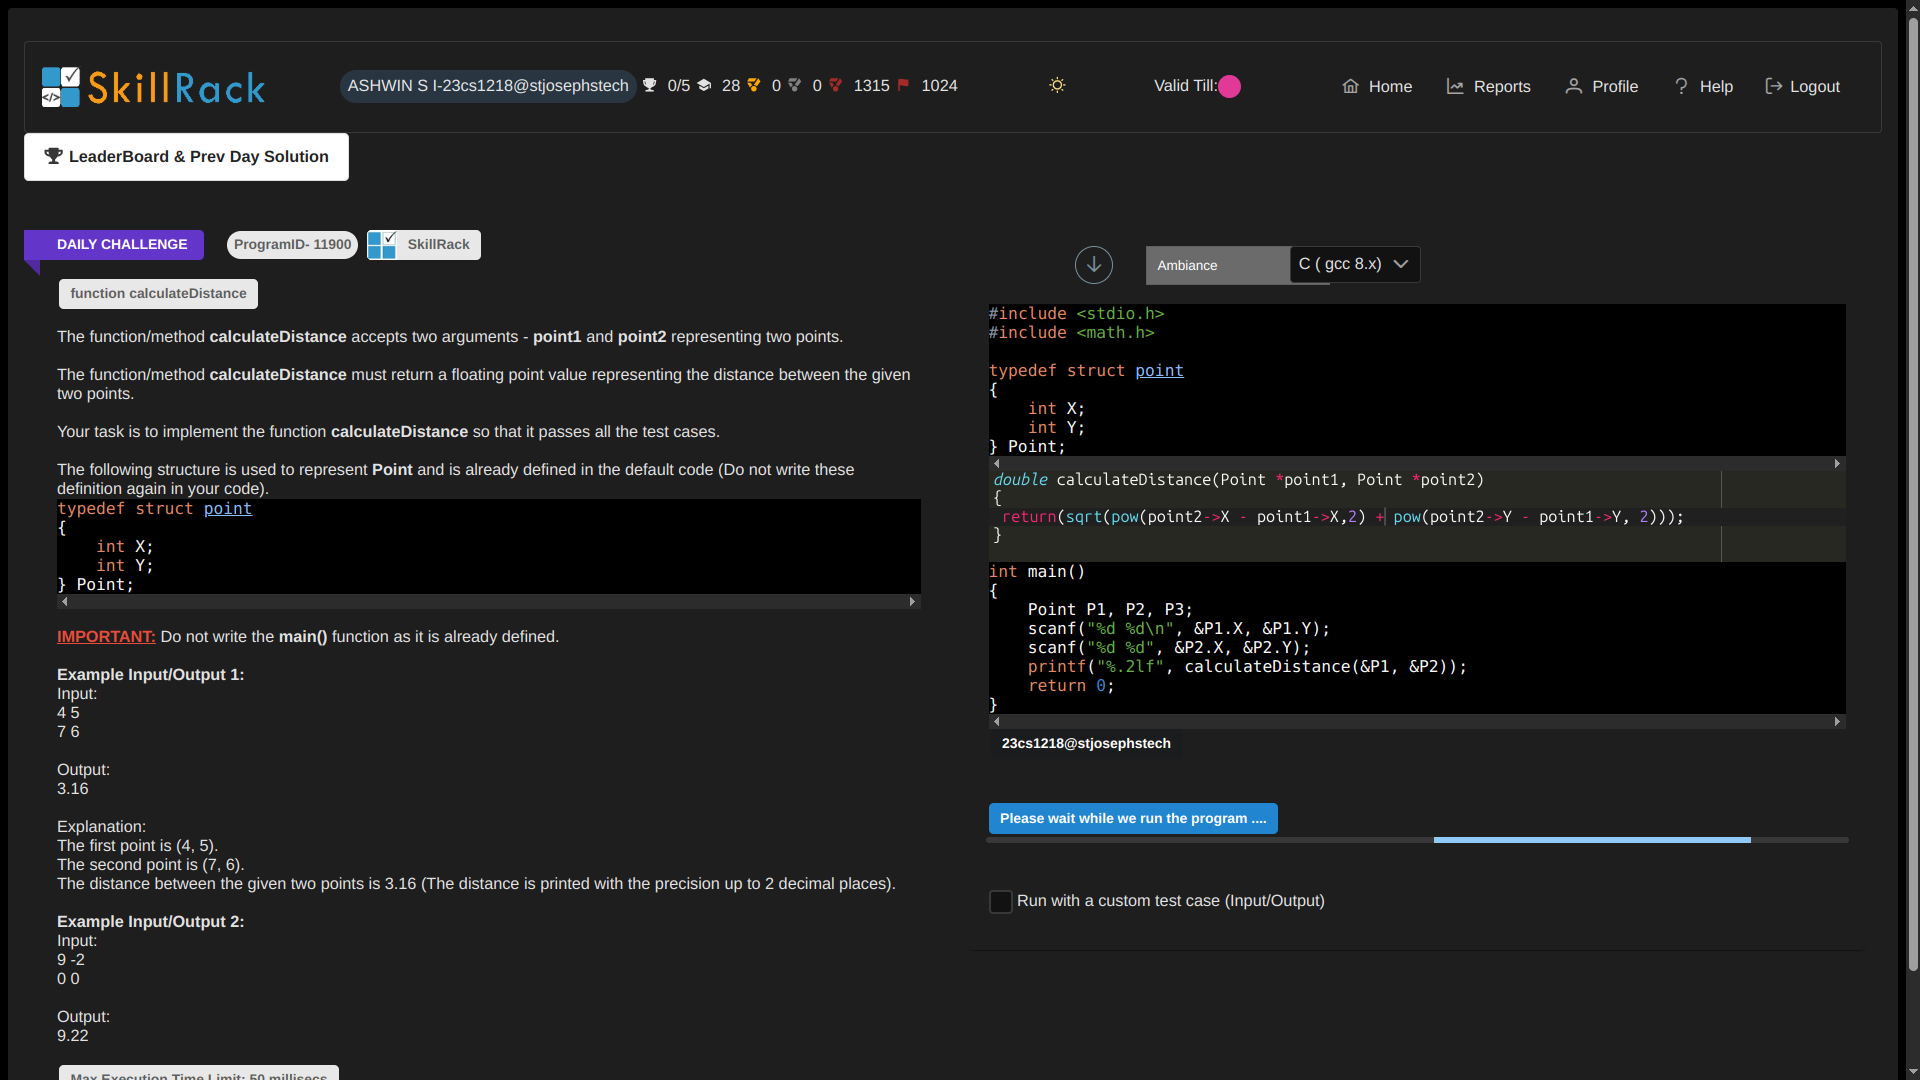 SkillRack
ASHWIN S I-23cs1218@stjosephstech 0/5 28 0 0 1315 1024
Valid Till:
Home
Reports
Profile
Help
Logout
LeaderBoard & Prev Day Solution
DAILY CHALLENGE
ProgramID- 11900
SkillRack
function calculateDistance
The function/method calculateDistance accepts two arguments - point1 and point2 representing two points.
The function/method calculateDistance must return a floating point value representing the distance between the given
two points.
Your task is to implement the function calculateDistance so that it passes all the test cases.
The following structure is used to represent Point and is already defined in the default code (Do not write these
definition again in your code).
typedef struct point
{
    int X;
    int Y;
} Point;
IMPORTANT: Do not write the main() function as it is already defined.
Example Input/Output 1:
Input:
4 5
7 6
Output:
3.16
Explanation:
The first point is (4, 5).
The second point is (7, 6).
The distance between the given two points is 3.16 (The distance is printed with the precision up to 2 decimal places).
Example Input/Output 2:
Input:
9 -2
0 0
Output:
9.22
Max Execution Time Limit: 50 millisecs
Ambiance
C ( gcc 8.x)
#include <stdio.h>
#include <math.h>
typedef struct point
{
    int X;
    int Y;
} Point;
double calculateDistance(Point *point1, Point *point2)
{
 return(sqrt(pow(point2->X - point1->X,2) + pow(point2->Y - point1->Y, 2)));
}
int main()
{
    Point P1, P2, P3;
    scanf("%d %d\n", &P1.X, &P1.Y);
    scanf("%d %d", &P2.X, &P2.Y);
    printf("%.2lf", calculateDistance(&P1, &P2));
    return 0;
}
23cs1218@stjosephstech
Please wait while we run the program ....
Run with a custom test case (Input/Output)